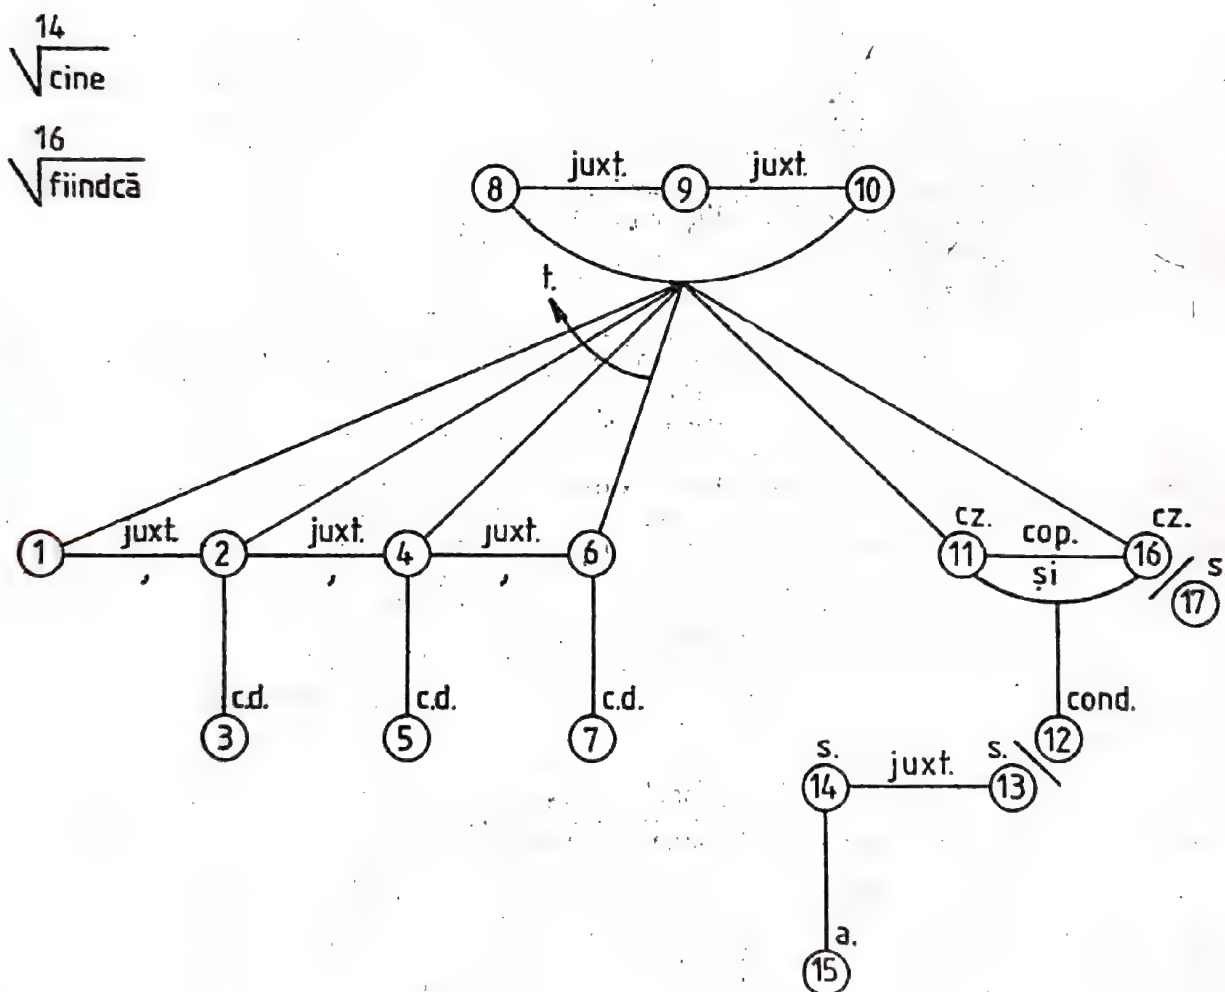 14
cine
16
fiindcă
8 juxt. 9 juxt. 10
t.
1 juxt. , 2 juxt. , 4 juxt. , 6
cz. 11 cop. și cz. 16 s 17
c.d. 3 c.d. 5 c.d. 7
cond. 12
s. 14 juxt. s. 13
a. 15